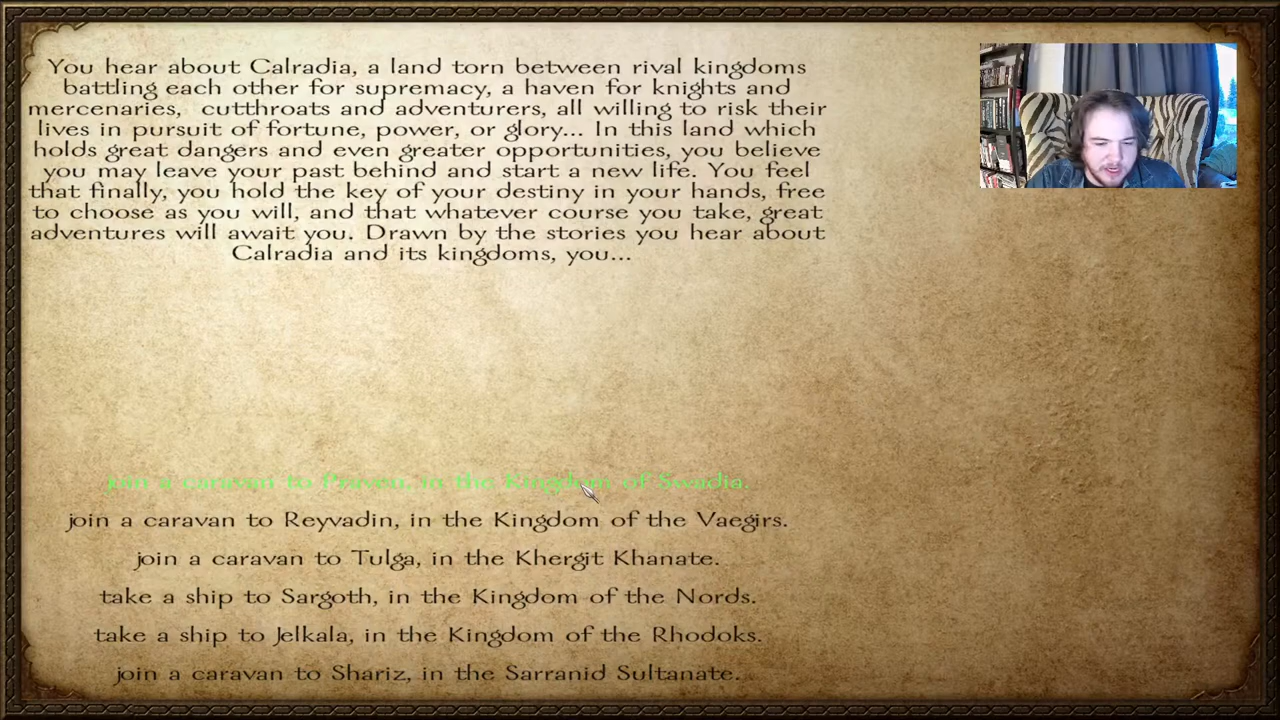 You hear about Calradia, a land torn between rival kingdoms
battling each other for supremacy, a haven for knights and
mercenaries,  cutthroats and adventurers, all willing to risk their
lives in pursuit of fortune, power, or glory... In this land which
holds great dangers and even greater opportunities, you believe
you may leave your past behind and start a new life. You feel
that finally, you hold the key of your destiny in your hands, free
to choose as you will, and that whatever course you take, great
adventures will await you. Drawn by the stories you hear about
Calradia and its kingdoms, you...
join a caravan to Praven, in the Kingdom of Swadia.
join a caravan to Reyvadin, in the Kingdom of the Vaegirs.
join a caravan to Tulga, in the Khergit Khanate.
take a ship to Sargoth, in the Kingdom of the Nords.
take a ship to Jelkala, in the Kingdom of the Rhodoks.
join a caravan to Shariz, in the Sarranid Sultanate.